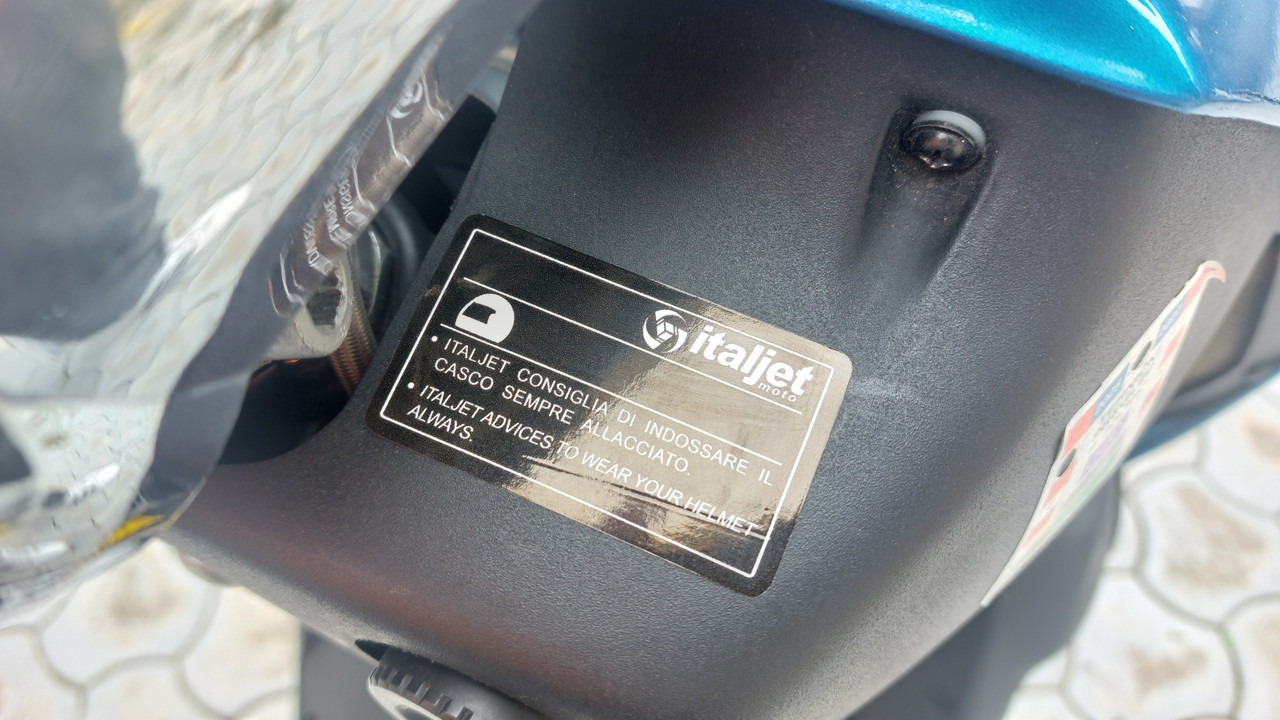 italjet
moto
• ITALJET CONSIGLIA DI INDOSSARE IL
CASCO SEMPRE ALLACCIATO.
• ITALJET ADVICES TO WEAR YOUR HELMET
ALWAYS.